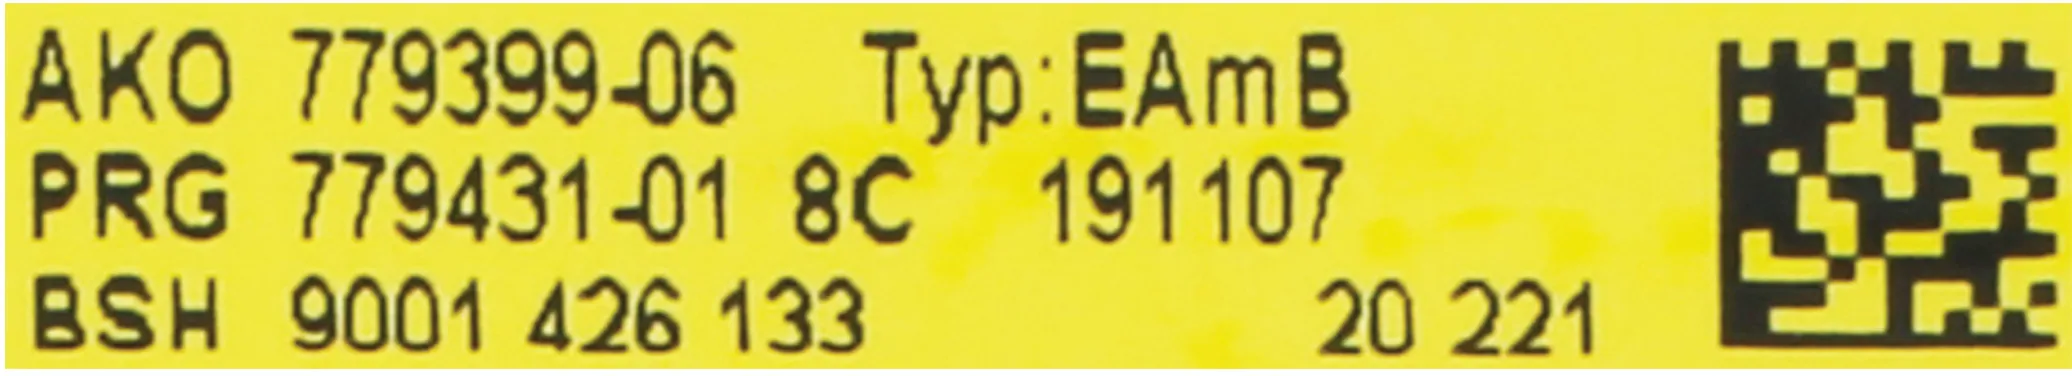 AKO 779399-06 Typ:EAmB
PRG 779431-01 8C 191107
BSH 9001 426 133 20 221